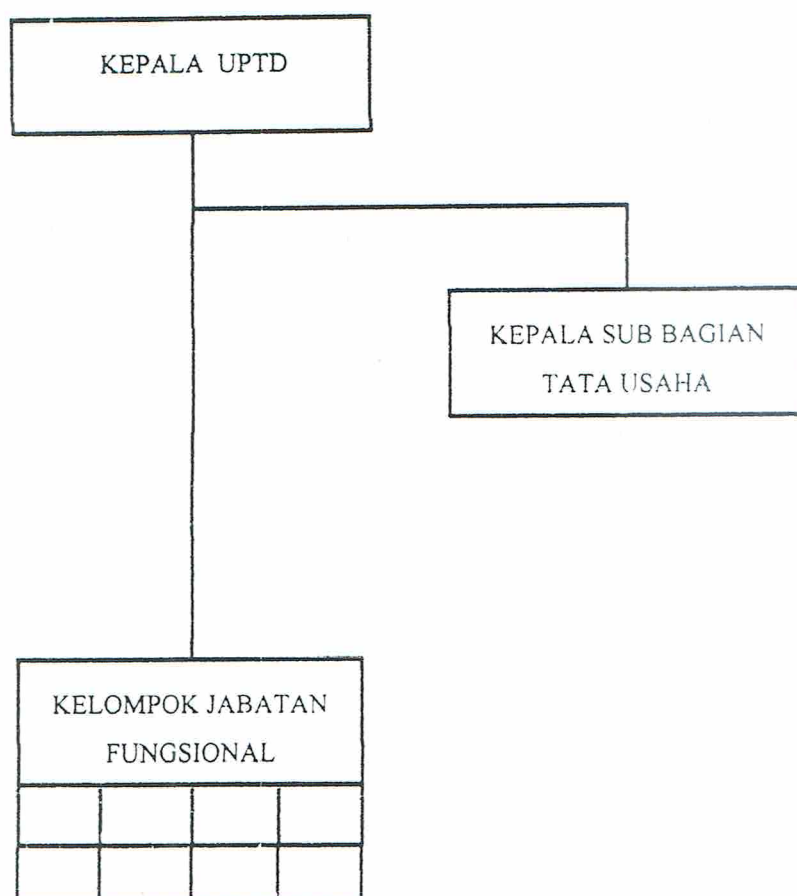 KEPALA UPTD
KEPALA SUB BAGIAN
TATA USAHA
KELOMPOK JABATAN
FUNGSIONAL